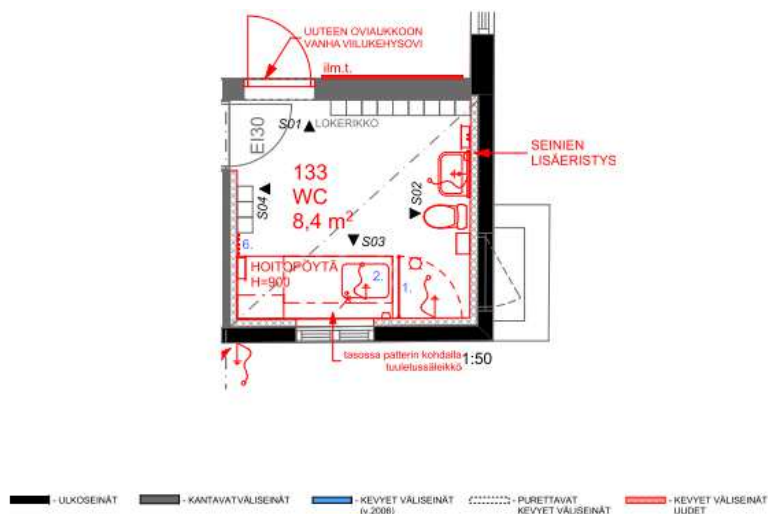 UUTEEN OVIAUKKOON
VANHA VIILUKEHYSOVI
ilm.t.
S01
LOKERIKKO
EI30
SEINIEN
LISÄERISTYS
133
WC
8,4 m²
S02
S04
S03
6.
HOITOPÖYTÄ
H=900
2.
1.
tasossa patterin kohdalla
tuuletussäleikkö
1:50
- ULKOSEINÄT
- KANTAVAT VÄLISEINÄT
- KEVYET VÄLISEINÄT
(v.2006)
- PURETTAVAT
KEVYET VÄLISEINÄT
- KEVYET VÄLISEINÄT
UUDET